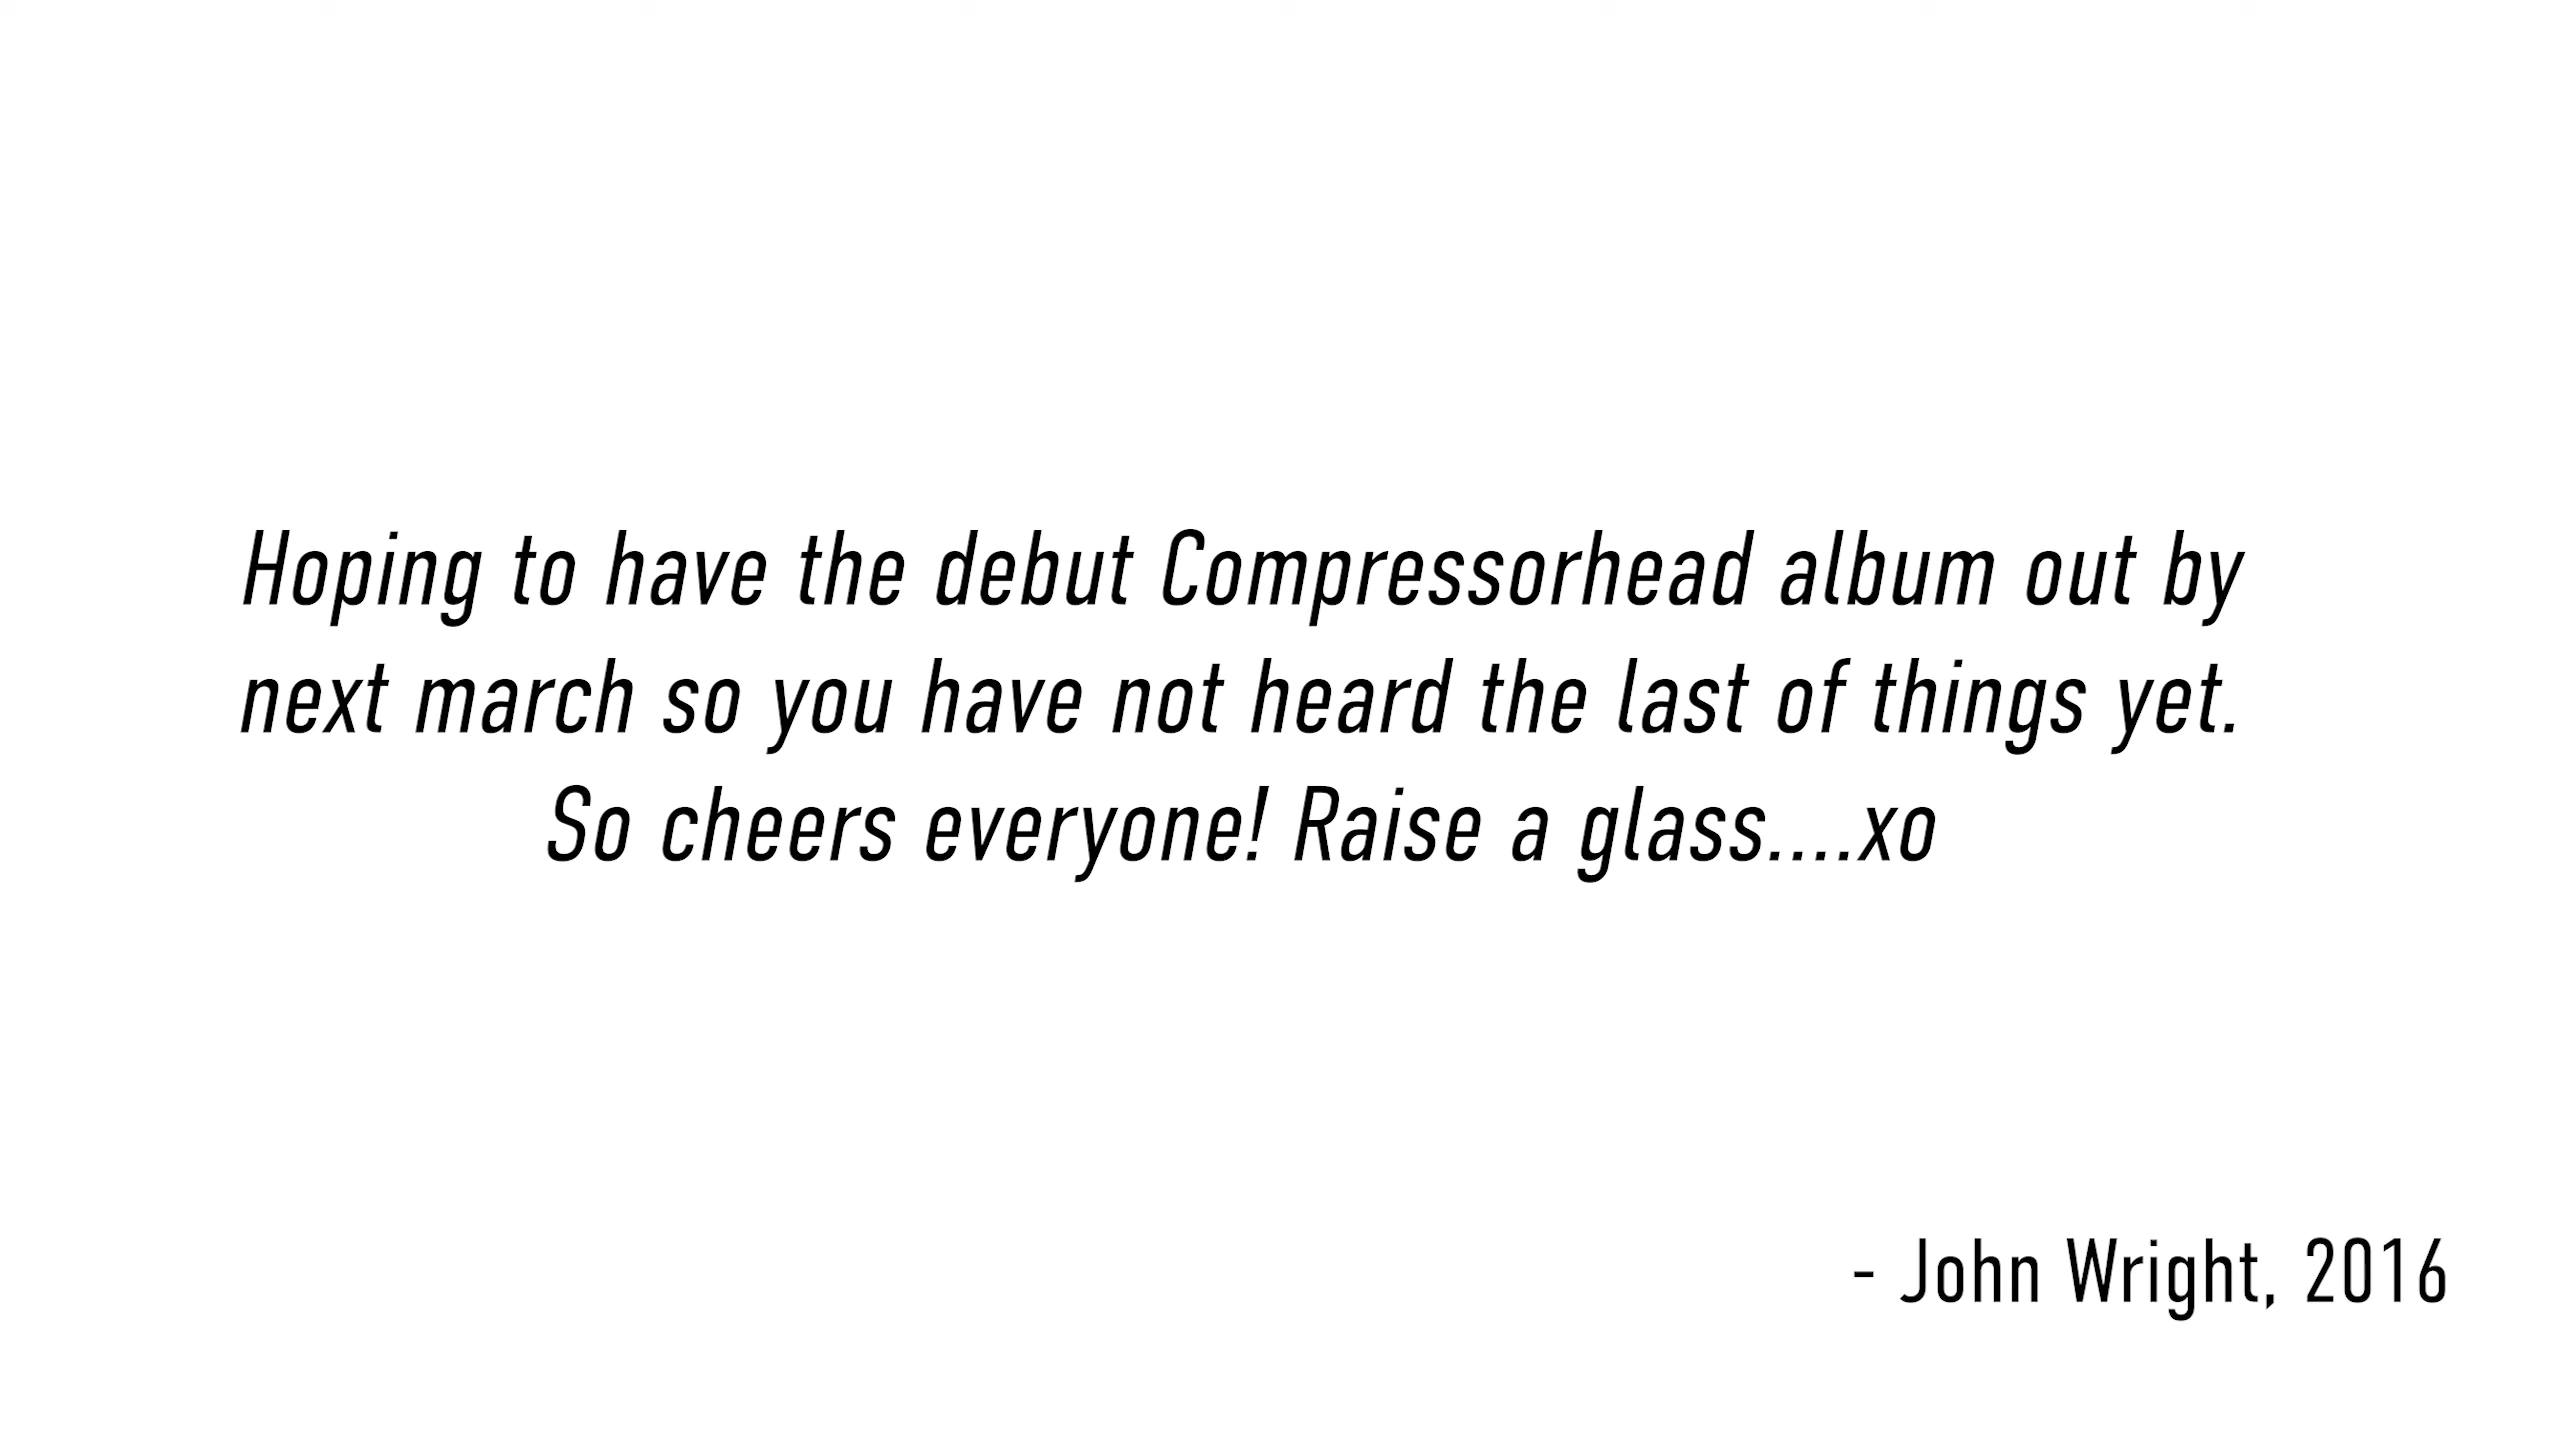 Hoping to have the debut Compressorhead album out by
next march so you have not heard the last of things yet.
So cheers everyone! Raise a glass....xo
- John Wright, 2016